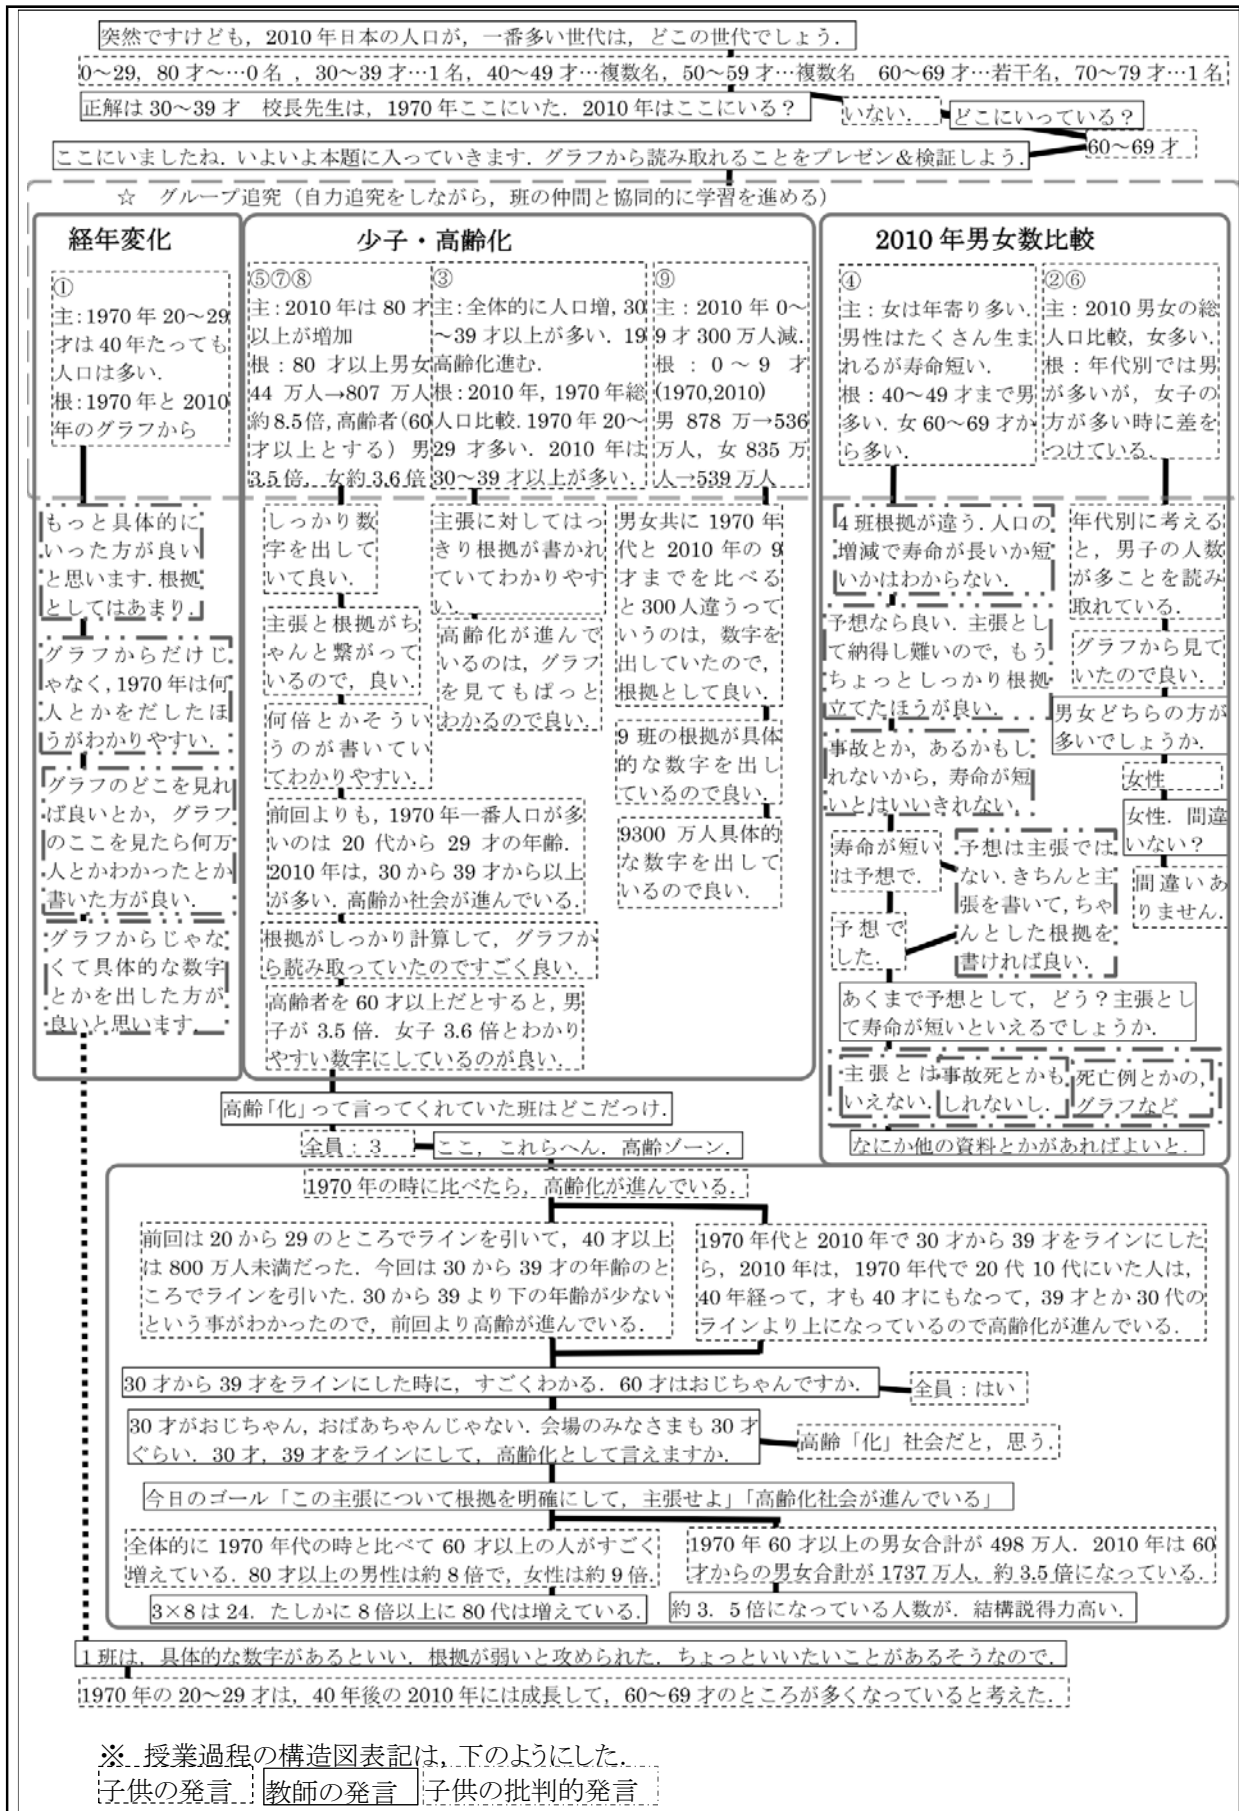 突然ですけども，2010年日本の人口が，一番多い世代は，どこの世代でしょう．
0〜29，80才〜…0名 ，30〜39才…1名，40〜49才…複数名，50〜59才…複数名　60〜69才…若干名，70〜79才…1名
正解は30〜39才　校長先生は，1970年ここにいた．2010年はここにいる？
いない．
どこにいっている？
60〜69才
ここにいましたね．いよいよ本題に入っていきます．グラフから読み取れることをプレゼン＆検証しよう．
☆　グループ追究（自力追究をしながら，班の仲間と協同的に学習を進める）
経年変化
①
主：1970年20〜29
才は40年たっても
人口は多い．
根：1970年と2010
年のグラフから
もっと具体的に
いった方が良い
と思います．根拠
としてはあまり．
グラフからだけじ
ゃなく，1970年は何
人とかをだしたほ
うがわかりやすい．
グラフのどこを見れ
ば良いとか，グラフ
のここを見たら何万
人とかわかったとか
書いた方が良い．
グラフからじゃな
くて具体的な数字
とかを出した方が
良いと思います．
少子・高齢化
⑤⑦⑧
主：2010年は80才
以上が増加
根：80才以上男女
44万人→807万人
約8.5倍，高齢者(60
才以上とする）男
3.5倍．女約3.6倍
しっかり数
字を出して
いて良い．
主張と根拠がち
ゃんと繋がって
いるので，良い．
何倍とかそうい
うのが書いてい
てわかりやすい．
③
主：全体的に人口増，30
〜39才以上が多い．19
高齢化進む．
根：2010年，1970年総
人口比較．1970年20〜
29才多い．2010年は
30〜39才以上が多い．
主張に対してはっ
きり根拠が書かれ
ていてわかりやす
い．
高齢化が進んで
いるのは，グラフ
を見てもぱっと
わかるので良い．
前回よりも，1970年一番人口が多
いのは20代から29才の年齢．
2010年は，30から39才から以上
が多い．高齢か社会が進んでいる．
根拠がしっかり計算して，グラフか
ら読み取っていたのですごく良い．
高齢者を60才以上だとすると，男
子が3.5倍．女子3.6倍とわかり
やすい数字にしているのが良い．
⑨
主：2010年0〜
9才300万人減．
根：0〜9才
(1970,2010)
男878万→536
万人，女835万
人→539万人
男女共に1970年
代と2010年の9
才までを比べる
と300人違うって
いうのは，数字を
出していたので，
根拠として良い．
9班の根拠が具体
的な数字を出し
ているので良い．
9300万人具体的
な数字を出して
いるので良い．
2010年男女数比較
④
主：女は年寄り多い．
男性はたくさん生ま
れるが寿命短い．
根：40〜49才まで男
多い．女60〜69才か
ら多い．
4班根拠が違う．人口の
増減で寿命が長いか短
いかはわからない．
予想なら良い．主張とし
て納得し難いので，もう
ちょっとしっかり根拠
立てたほうが良い．
事故とか，あるかもし
れないから，寿命が短
いとはいいきれない．
寿命が短い
は予想で．
予想は主張では
ない．きちんと主
張を書いて，ちゃ
んとした根拠を
書ければ良い．
予想で
した．
②⑥
主：2010男女の総
人口比較，女多い．
根：年代別では男
が多いが，女子の
方が多い時に差を
つけている．
年代別に考える
と，男子の人数
が多ことを読み
取れている．
グラフから見て
いたので良い．
男女どちらの方が
多いでしょうか．
女性
女性．間違
いない？
間違いあ
りません．
あくまで予想として，どう？主張とし
て寿命が短いといえるでしょうか．
主張とは
いえない．
事故死とかも
しれないし．
死亡例とかの，
グラフなど
なにか他の資料とかがあればよいと．
高齢「化」って言ってくれていた班はどこだっけ．
全員：3
ここ，これらへん．高齢ゾーン．
1970年の時に比べたら，高齢化が進んでいる．
前回は20から29のところでラインを引いて，40才以上
は800万人未満だった．今回は30から39才の年齢のと
ころでラインを引いた．30から39より下の年齢が少ない
という事がわかったので，前回より高齢が進んでいる．
1970年代と2010年で30才から39才をラインにした
ら，2010年は，1970年代で20代10代にいた人は，
40年経って，才も40才にもなって，39才とか30代の
ラインより上になっているので高齢化が進んでいる．
30才から39才をラインにした時に，すごくわかる．60才はおじちゃんですか．
全員：はい
30才がおじちゃん，おばあちゃんじゃない．会場のみなさまも30才
ぐらい．30才，39才をラインにして，高齢化として言えますか．
高齢「化」社会だと，思う．
今日のゴール「この主張について根拠を明確にして，主張せよ」「高齢化社会が進んでいる」
全体的に1970年代の時と比べて60才以上の人がすごく
増えている．80才以上の男性は約8倍で，女性は約9倍．
1970年60才以上の男女合計が498万人．2010年は60
才からの男女合計が1737万人，約3.5倍になっている．
3×8は24．たしかに8倍以上に80代は増えている．
約3．5倍になっている人数が．結構説得力高い．
1班は，具体的な数字があるといい．根拠が弱いと攻められた．ちょっといいたいことがあるそうなので．
1970年の20〜29才は，40年後の2010年には成長して，60〜69才のところが多くなっていると考えた．
※　授業過程の構造図表記は，下のようにした．
子供の発言　教師の発言　子供の批判的発言